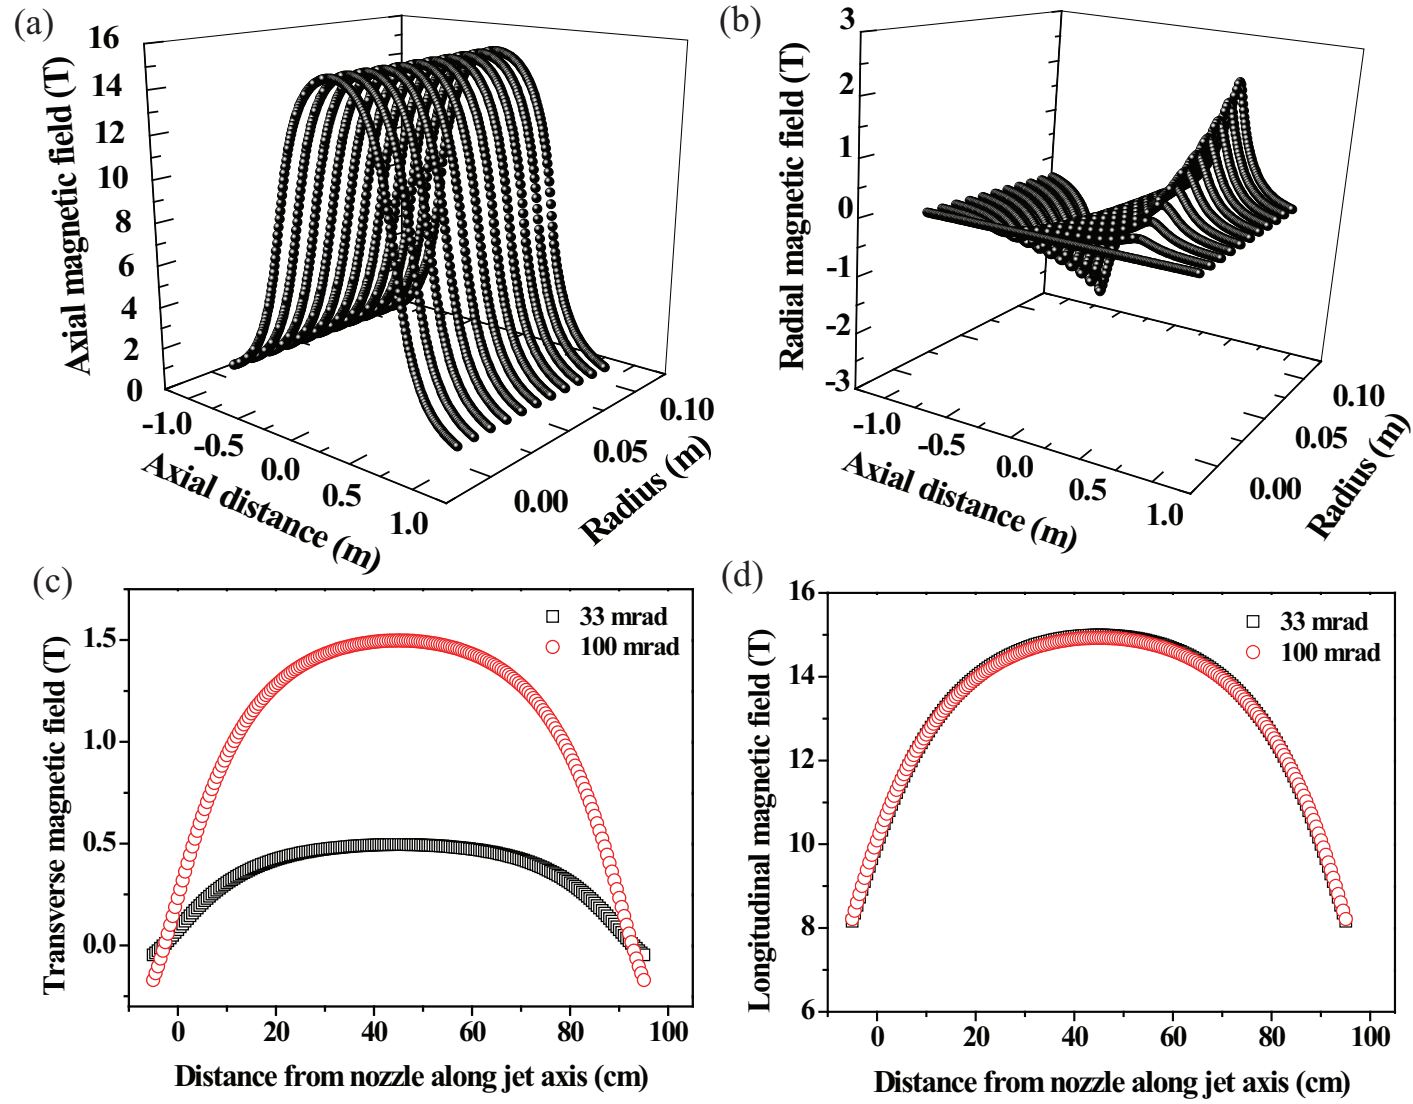 (a)
Axial magnetic field (T)
16
14
12
10
8
6
4
2
0
-1.0
-0.5
0.0
0.5
1.0
Axial distance (m)
0.00
0.05
0.10
Radius (m)
(b)
Radial magnetic field (T)
3
2
1
0
-1
-2
-3
-1.0
-0.5
0.0
0.5
1.0
Axial distance (m)
0.00
0.05
0.10
Radius (m)
(c)
Transverse magnetic field (T)
1.5
1.0
0.5
0.0
33 mrad
100 mrad
0 20 40 60 80 100
Distance from nozzle along jet axis (cm)
(d)
Longitudinal magnetic field (T)
16
14
12
10
8
6
33 mrad
100 mrad
0 20 40 60 80 100
Distance from nozzle along jet axis (cm)